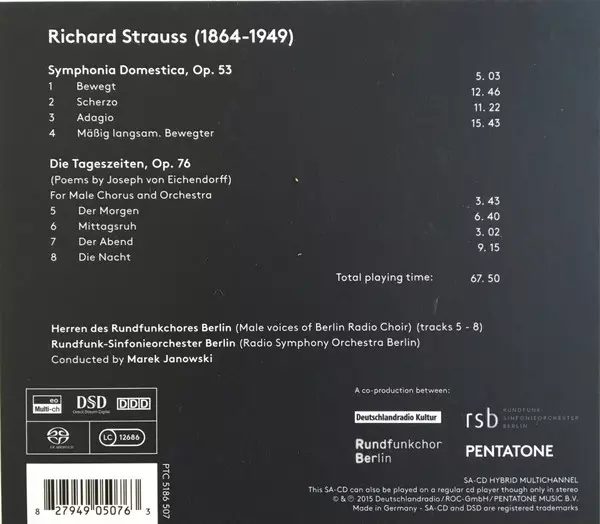 Richard Strauss (1864-1949)
Symphonia Domestica, Op. 53
1 Bewegt 5. 03
2 Scherzo 12. 46
3 Adagio 11. 22
4 Mäßig langsam. Bewegter 15. 43
Die Tageszeiten, Op. 76
(Poems by Joseph von Eichendorff)
For Male Chorus and Orchestra
5 Der Morgen 3. 43
6 Mittagsruh 6. 40
7 Der Abend 3. 02
8 Die Nacht 9. 15
Total playing time: 67. 50
Herren des Rundfunkchores Berlin (Male voices of Berlin Radio Choir) (tracks 5 - 8)
Rundfunk-Sinfonieorchester Berlin (Radio Symphony Orchestra Berlin)
Conducted by Marek Janowski
A co-production between:
Multi-ch
DSD
Direct Stream Digital
DDD
Deutschlandradio Kultur
rsb RUNDFUNK
SINFONIEORCHESTER
BERLIN
LC 12686
Rundfunkchor
Berlin
PENTATONE
PTC 5186 507
8 27949 05076 3
SA-CD HYBRID MULTICHANNEL
This SA-CD can also be played on a regular cd player though only in stereo
© & ℗ 2015 Deutschlandradio / ROC-GmbH / PENTATONE MUSIC B.V.
Made in Germany - SA-CD and DSD are registered trademarks